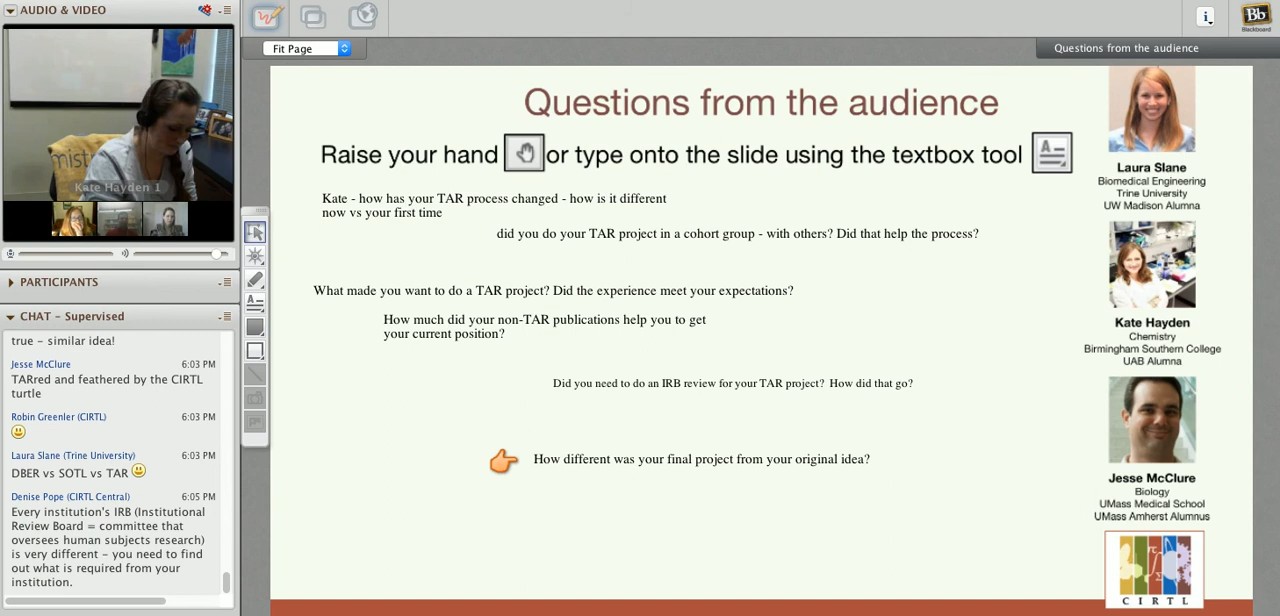 AUDIO & VIDEO
mist
Kate Hayden 1
PARTICIPANTS
CHAT – Supervised
true – similar idea!
Jesse McClure 6:03 PM
TARred and feathered by the CIRTL
turtle
Robin Greenler (CIRTL) 6:03 PM
Laura Slane (Trine University) 6:03 PM
DBER vs SOTL vs TAR
Denise Pope (CIRTL Central) 6:05 PM
Every institution's IRB (Institutional
Review Board = committee that
oversees human subjects research)
is very different – you need to find
out what is required from your
institution.
Fit Page
i
Bb
Blackboard
Questions from the audience
Questions from the audience
Raise your hand or type onto the slide using the textbox tool
Kate - how has your TAR process changed - how is it different
now vs your first time
did you do your TAR project in a cohort group - with others? Did that help the process?
What made you want to do a TAR project? Did the experience meet your expectations?
How much did your non-TAR publications help you to get
your current position?
Did you need to do an IRB review for your TAR project? How did that go?
How different was your final project from your original idea?
Laura Slane
Biomedical Engineering
Trine University
UW Madison Alumna
Kate Hayden
Chemistry
Birmingham Southern College
UAB Alumna
Jesse McClure
Biology
UMass Medical School
UMass Amherst Alumnus
CIRTL